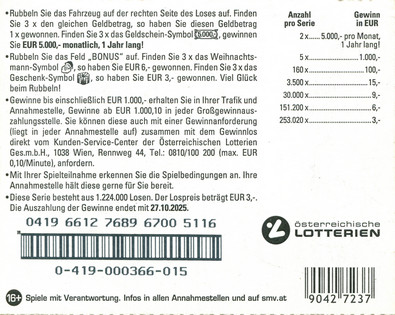 • Rubbeln Sie das Fahrzeug auf der rechten Seite des Loses auf. Finden
Sie 3 x den gleichen Geldbetrag, so haben Sie diesen Geldbetrag
1 x gewonnen. Finden Sie 3 x das Geldschein-Symbol 5000,-, gewinnen
Sie EUR 5.000,- monatlich, 1 Jahr lang!
• Rubbeln Sie das Feld „BONUS" auf. Finden Sie 3 x das Weihnachts-
mann-Symbol, so haben Sie EUR 6,- gewonnen. Finden Sie 3 x das
Geschenk-Symbol, so haben Sie EUR 3,- gewonnen. Viel Glück
beim Rubbeln!
• Gewinne bis einschließlich EUR 1.000,- erhalten Sie in Ihrer Trafik und
Annahmestelle, Gewinne ab EUR 1.000,10 in jeder Großgewinnaus-
zahlungsstelle. Sie können diese auch mit einer Gewinnanforderung
(liegt in jeder Annahmestelle auf) zusammen mit dem Gewinnlos
direkt vom Kunden-Service-Center der Österreichischen Lotterien
Ges.m.b.H., 1038 Wien, Rennweg 44, Tel.: 0810/100 200 (max. EUR
0,10/Minute), anfordern.
• Mit Ihrer Spielteilnahme erkennen Sie die Spielbedingungen an. Ihre
Annahmestelle hält diese gerne für Sie bereit.
• Diese Serie besteht aus 1.224.000 Losen. Der Lospreis beträgt EUR 3,-.
Die Auszahlung der Gewinne endet mit 27.10.2025.
0419 6612 7689 6700 5116
0-419-000366-015
16+ Spiele mit Verantwortung. Infos in allen Annahmestellen und auf smv.at
Anzahl Gewinn
pro Serie in EUR
2 x ..... 5.000,- pro Monat,
1 Jahr lang!
5 x ............ 1.000,-
160 x ............ 100,-
3.500 x ............ 15,-
30.000 x ............ 9,-
151.200 x ............ 6,-
253.020 x ............ 3,-
österreichische
LOTTERIEN
9042 7237